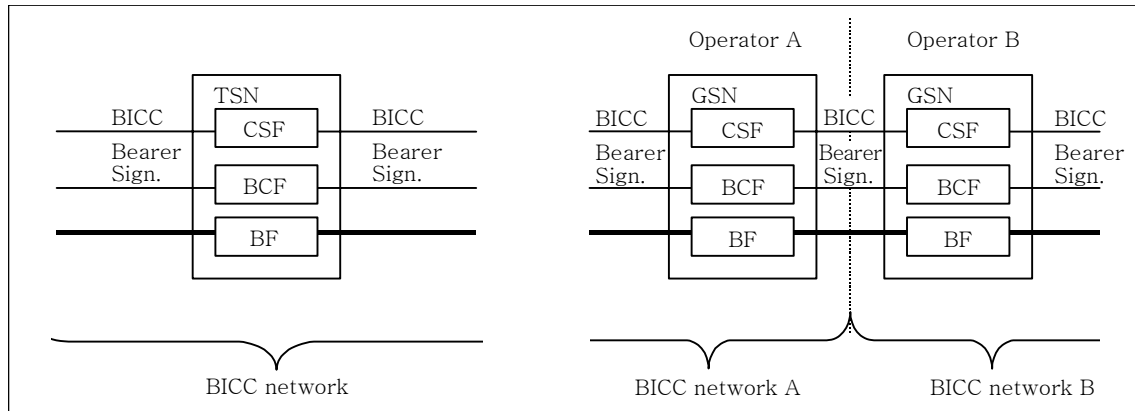 Operator A
Operator B
TSN
BICC
CSF
BICC
Bearer
Sign.
BCF
Bearer
Sign.
BF
BICC network
GSN
GSN
BICC
CSF
BICC
CSF
BICC
Bearer
Sign.
BCF
Bearer
Sign.
BCF
Bearer
Sign.
BF
BF
BICC network A
BICC network B